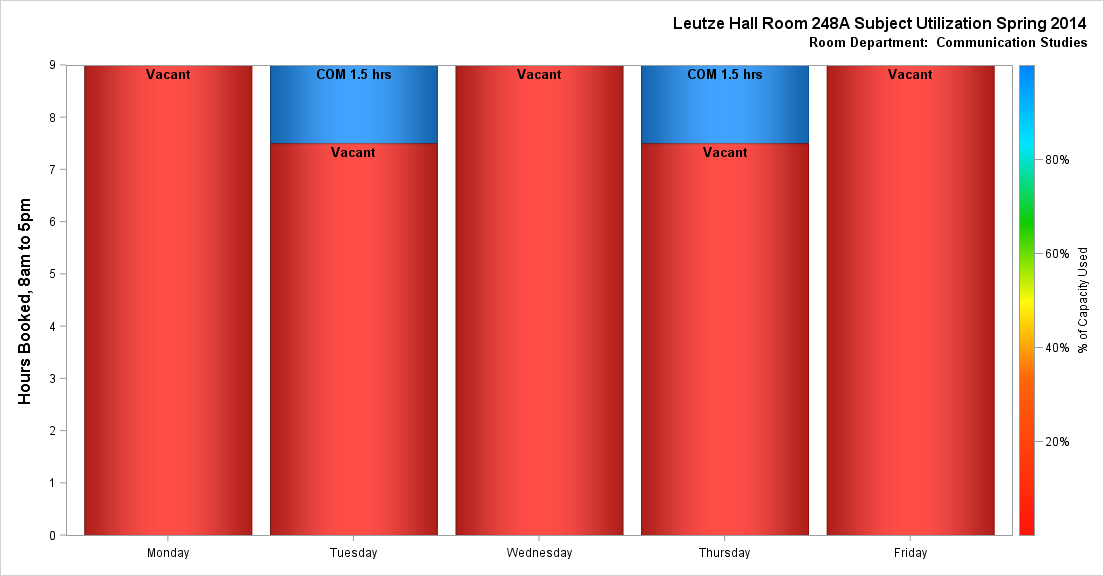 Leutze Hall Room 248A Subject Utilization Spring 2014
Room Department:  Communication Studies
Hours Booked, 8am to 5pm
9
8
7
6
5
4
3
2
1
0
Vacant
COM 1.5 hrs
Vacant
Vacant
COM 1.5 hrs
Vacant
Vacant
Monday
Tuesday
Wednesday
Thursday
Friday
80%
60%
40%
20%
% of Capacity Used